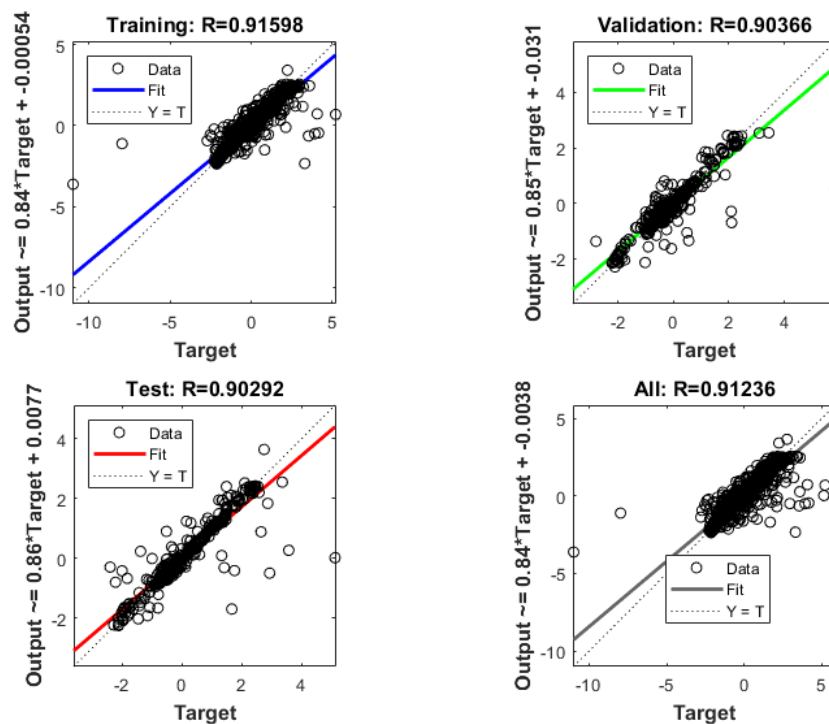 Training: R=0.91598
Output ~= 0.84*Target + -0.00054
5
0
-5
-10
Data
Fit
Y = T
-10 -5 0 5
Target
Validation: R=0.90366
Output ~= 0.85*Target + -0.031
4
2
0
-2
Data
Fit
Y = T
-2 0 2 4
Target
Test: R=0.90292
Output ~= 0.86*Target + 0.0077
4
2
0
-2
Data
Fit
Y = T
-2 0 2 4
Target
All: R=0.91236
Output ~= 0.84*Target + -0.0038
5
0
-5
-10
Data
Fit
Y = T
-10 -5 0 5
Target